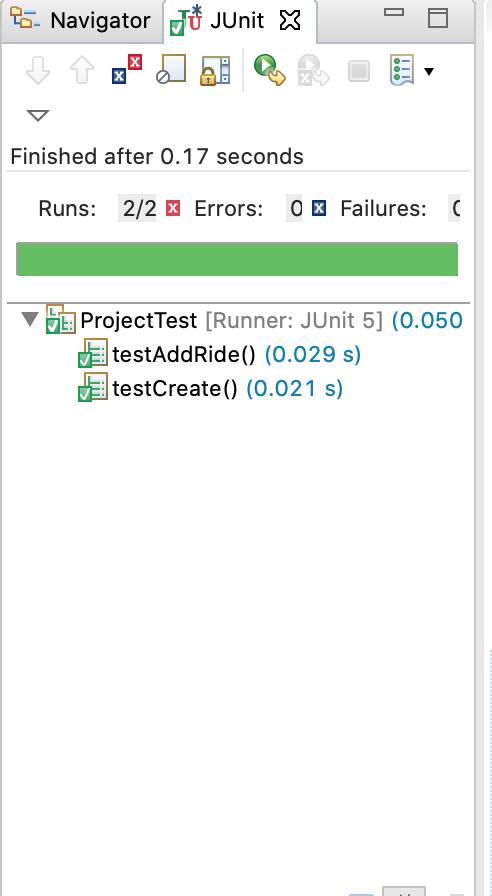 Navigator JUnit
Finished after 0.17 seconds
Runs: 2/2 Errors: 0 Failures:
ProjectTest [Runner: JUnit 5] (0.050
testAddRide() (0.029 s)
testCreate() (0.021 s)